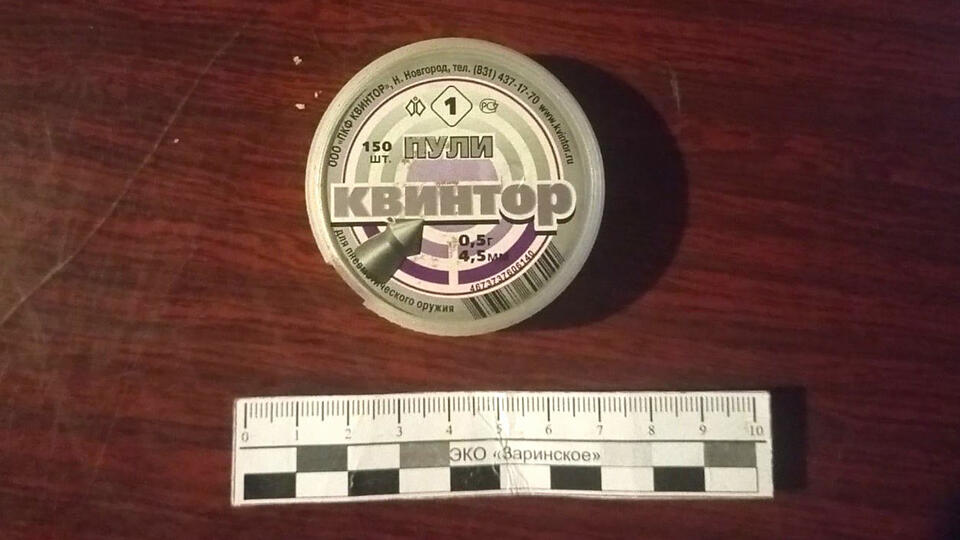 ООО «ПКФ КВИНТОР», Н. Новгород, тел. (831) 437-17-70 www.kvintor.ru
1
РСТ
150
ШТ.
ПУЛИ
КВИНТОР
0,5г
4,5мм
для пневматического оружия
0 1 2 3 4 5 6 7 8 9 10
ЭКО «Заринское»